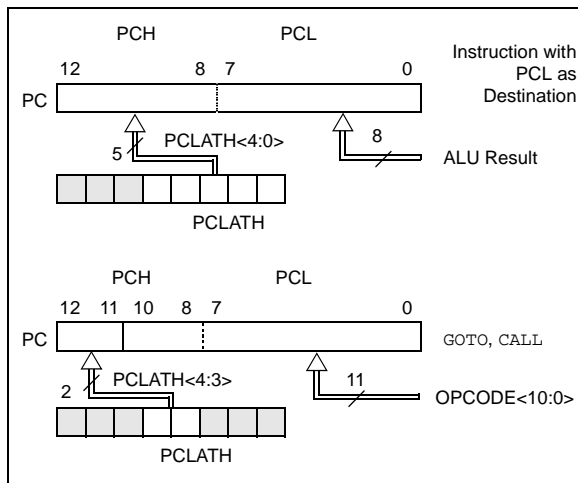 PCH PCL
12 8 7 0
Instruction with
PCL as
Destination
PC
5 PCLATH<4:0>
8
ALU Result
PCLATH
PCH PCL
12 11 10 8 7 0
PC
GOTO, CALL
2 PCLATH<4:3>
11
OPCODE<10:0>
PCLATH